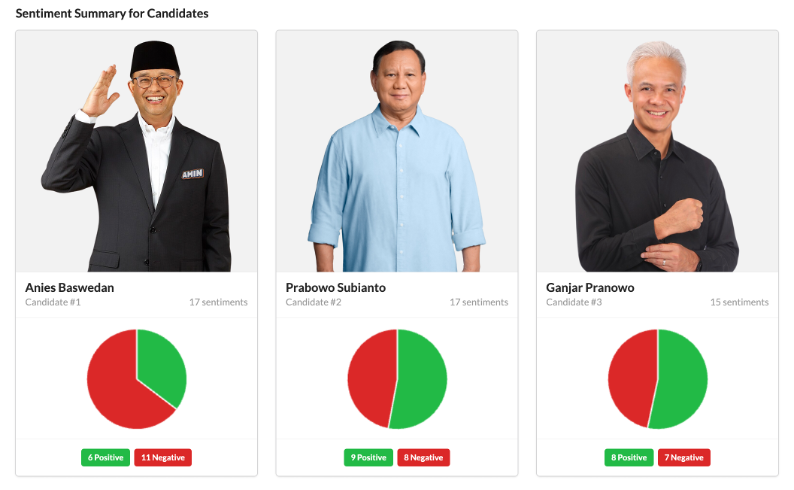 Sentiment Summary for Candidates
AMIN
Anies Baswedan
Candidate #1
17 sentiments
6 Positive
11 Negative
Prabowo Subianto
Candidate #2
17 sentiments
9 Positive
8 Negative
Ganjar Pranowo
Candidate #3
15 sentiments
8 Positive
7 Negative